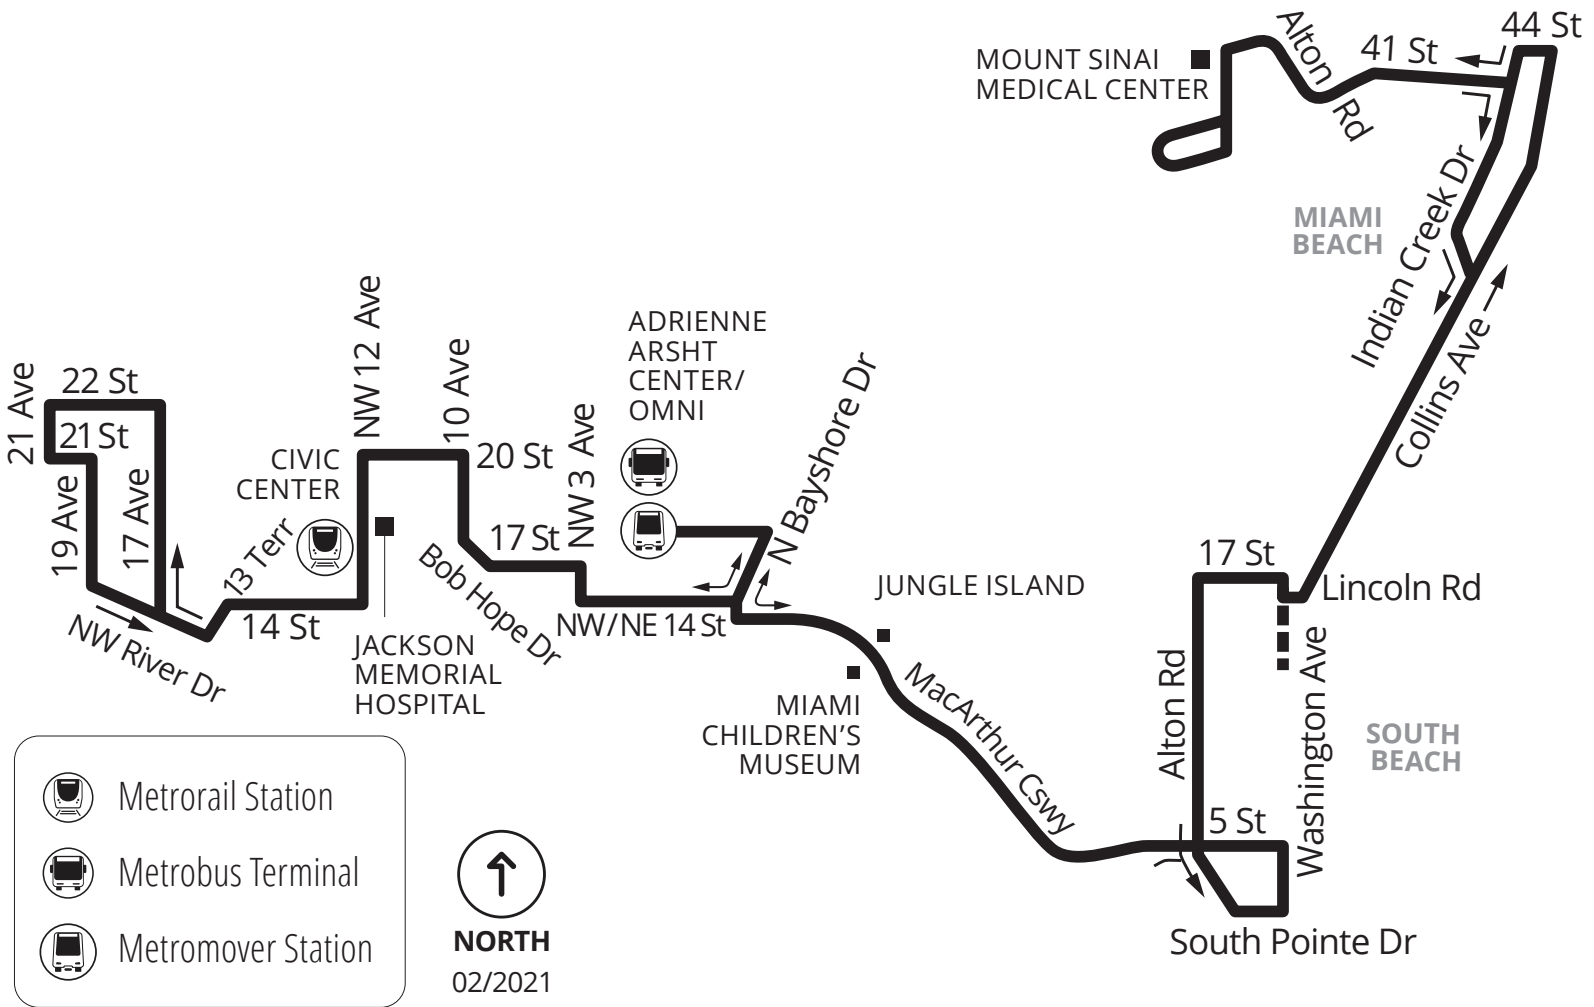 44 St
41 St
Alton
Rd
MOUNT SINAI
MEDICAL CENTER
MIAMI
BEACH
Indian Creek Dr
Collins Ave
ADRIENNE
ARSHT
CENTER/
OMNI
N Bayshore Dr
21 Ave
22 St
21 St
19 Ave
17 Ave
NW River Dr
13 Terr
14 St
CIVIC
CENTER
NW 12 Ave
10 Ave
20 St
17 St
NW 3 Ave
Bob Hope Dr
NW/NE 14 St
JACKSON
MEMORIAL
HOSPITAL
JUNGLE ISLAND
MIAMI
CHILDREN’S
MUSEUM
MacArthur Cswy
17 St
Lincoln Rd
Alton Rd
Washington Ave
SOUTH
BEACH
5 St
South Pointe Dr
Metrorail Station
Metrobus Terminal
Metromover Station
NORTH
02/2021